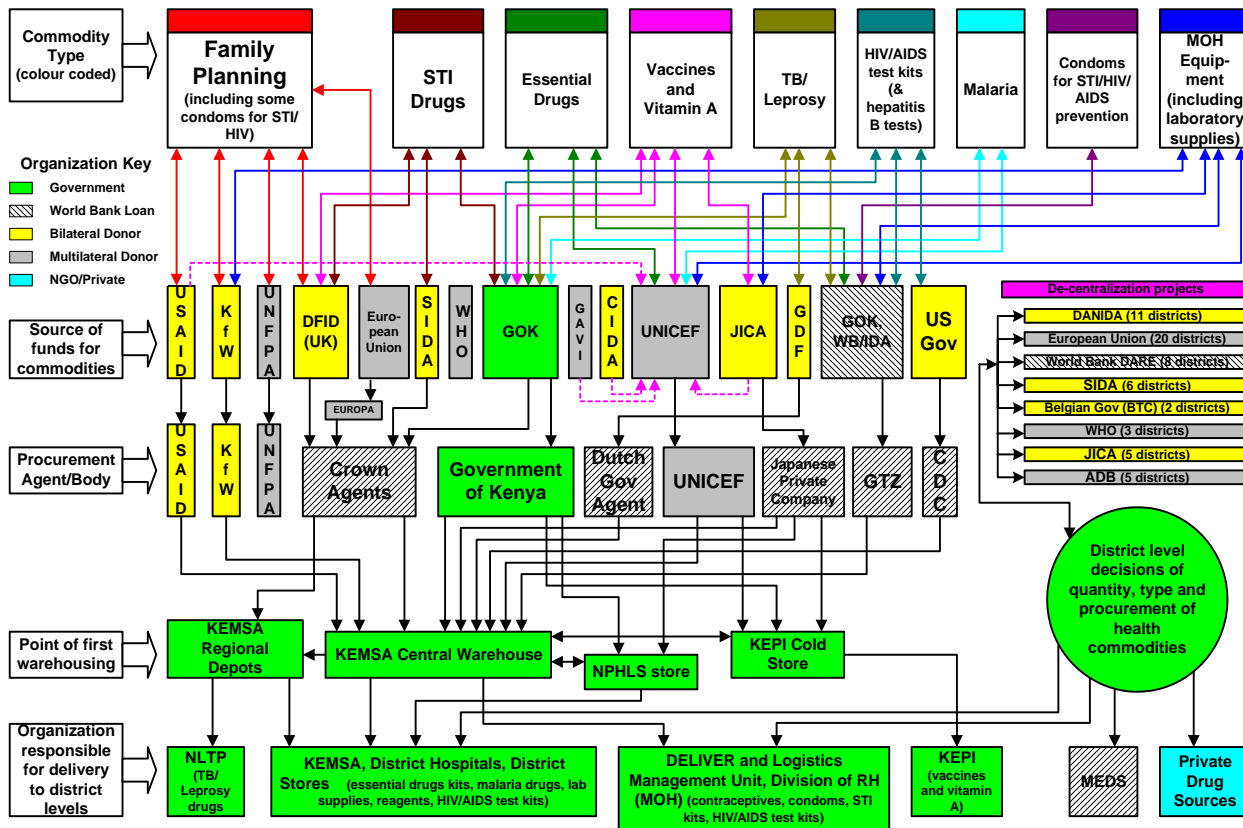 Commodity
Type
(colour coded)
Family
Planning
(including some
condoms for STI/
HIV)
STI
Drugs
Essential
Drugs
Vaccines
and
Vitamin A
TB/
Leprosy
HIV/AIDS
test kits
(&
hepatitis
B tests)
Malaria
Condoms
for STI/HIV/
AIDS
prevention
MOH
Equip-
ment
(including
laboratory
supplies)
Organization Key
Government
World Bank Loan
Bilateral Donor
Multilateral Donor
NGO/Private
Source of
funds for
commodities
USAID
KfW
UNFPA
DFID
(UK)
Euro-
pean
Union
SIDA
WHO
GOK
GAVI
CIDA
UNICEF
JICA
GDF
GOK,
WB/IDA
US
Gov
EUROPA
De-centralization projects
DANIDA (11 districts)
European Union (20 districts)
World Bank DARE (8 districts)
SIDA (6 districts)
Belgian Gov (BTC) (2 districts)
WHO (3 districts)
JICA (5 districts)
ADB (5 districts)
Procurement
Agent/Body
USAID
KfW
UNFPA
Crown
Agents
Government
of Kenya
Dutch
Gov
Agent
UNICEF
Japanese
Private
Company
GTZ
CDC
District level
decisions of
quantity, type and
procurement of
health
commodities
Point of first
warehousing
KEMSA
Regional
Depots
KEMSA Central Warehouse
NPHLS store
KEPI Cold
Store
Organization
responsible
for delivery
to district
levels
NLTP
(TB/
Leprosy
drugs
KEMSA, District Hospitals, District
Stores (essential drugs kits, malaria drugs, lab
supplies, reagents, HIV/AIDS test kits)
DELIVER and Logistics
Management Unit, Division of RH
(MOH) (contraceptives, condoms, STI
kits, HIV/AIDS test kits)
KEPI
(vaccines
and vitamin
A)
MEDS
Private
Drug
Sources